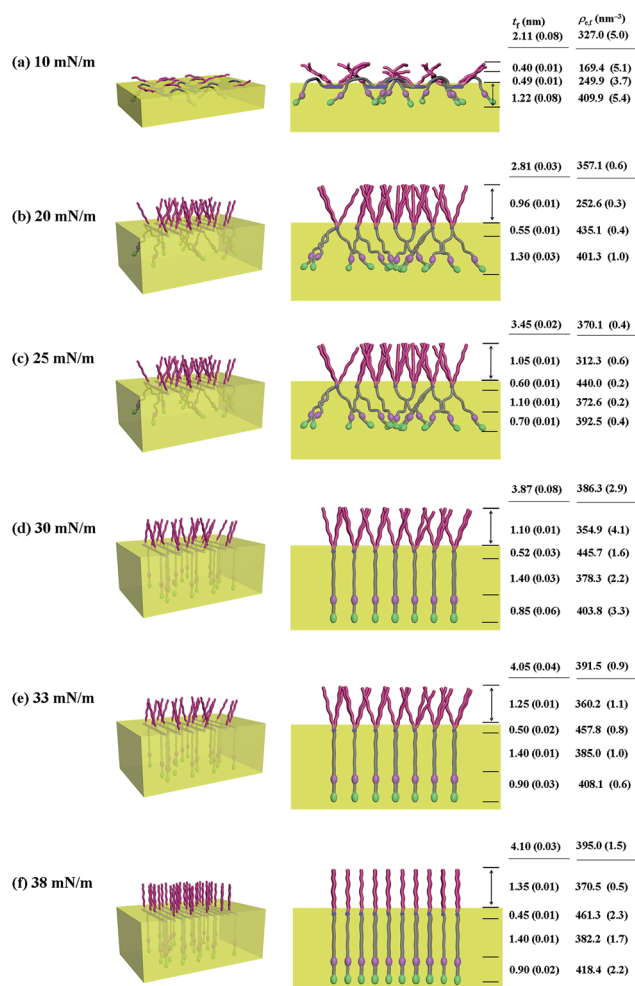 t_f (nm) ρ_e,f (nm⁻³)
2.11 (0.08) 327.0 (5.0)
(a) 10 mN/m
0.40 (0.01) 169.4 (5.1)
0.49 (0.01) 249.9 (3.7)
1.22 (0.08) 409.9 (5.4)
2.81 (0.03) 357.1 (0.6)
(b) 20 mN/m
0.96 (0.01) 252.6 (0.3)
0.55 (0.01) 435.1 (0.4)
1.30 (0.03) 401.3 (1.0)
3.45 (0.02) 370.1 (0.4)
(c) 25 mN/m
1.05 (0.01) 312.3 (0.6)
0.60 (0.01) 440.0 (0.2)
1.10 (0.01) 372.6 (0.2)
0.70 (0.01) 392.5 (0.4)
3.87 (0.08) 386.3 (2.9)
(d) 30 mN/m
1.10 (0.01) 354.9 (4.1)
0.52 (0.03) 445.7 (1.6)
1.40 (0.03) 378.3 (2.2)
0.85 (0.06) 403.8 (3.3)
4.05 (0.04) 391.5 (0.9)
(e) 33 mN/m
1.25 (0.01) 360.2 (1.1)
0.50 (0.02) 457.8 (0.8)
1.40 (0.01) 385.0 (1.0)
0.90 (0.03) 408.1 (0.6)
4.10 (0.03) 395.0 (1.5)
(f) 38 mN/m
1.35 (0.01) 370.5 (0.5)
0.45 (0.01) 461.3 (2.3)
1.40 (0.01) 382.2 (1.7)
0.90 (0.02) 418.4 (2.2)